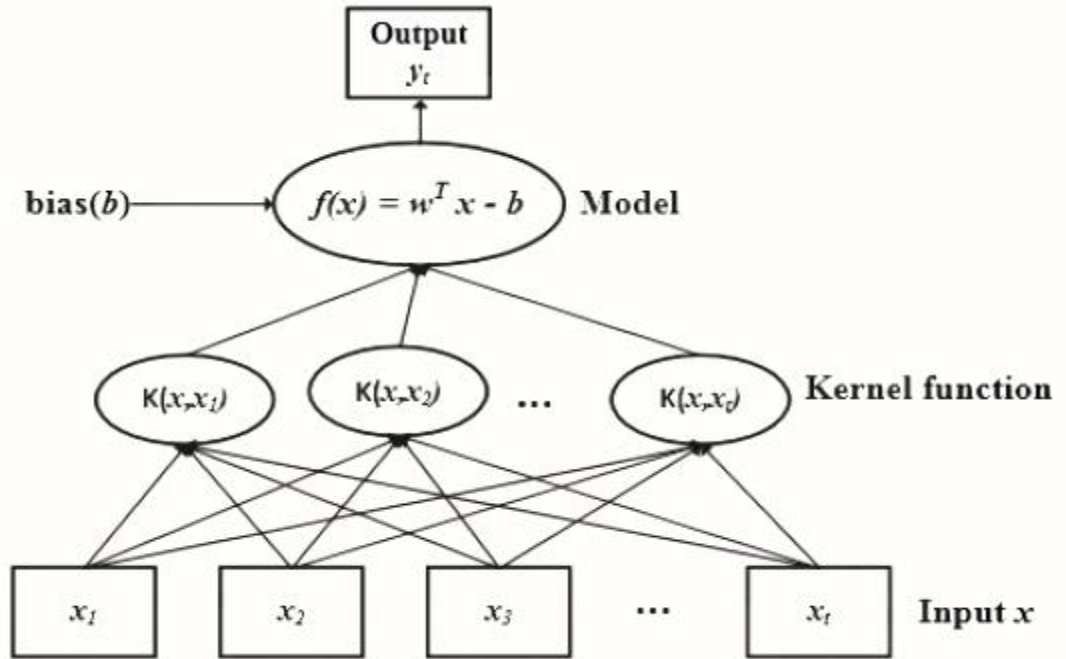 Output
yₜ
bias(b)
f(x) = wᵀ x - b
Model
K(x,x₁)
K(x,x₂)
...
K(x,xₜ)
Kernel function
x₁
x₂
x₃
...
xₜ
Input x